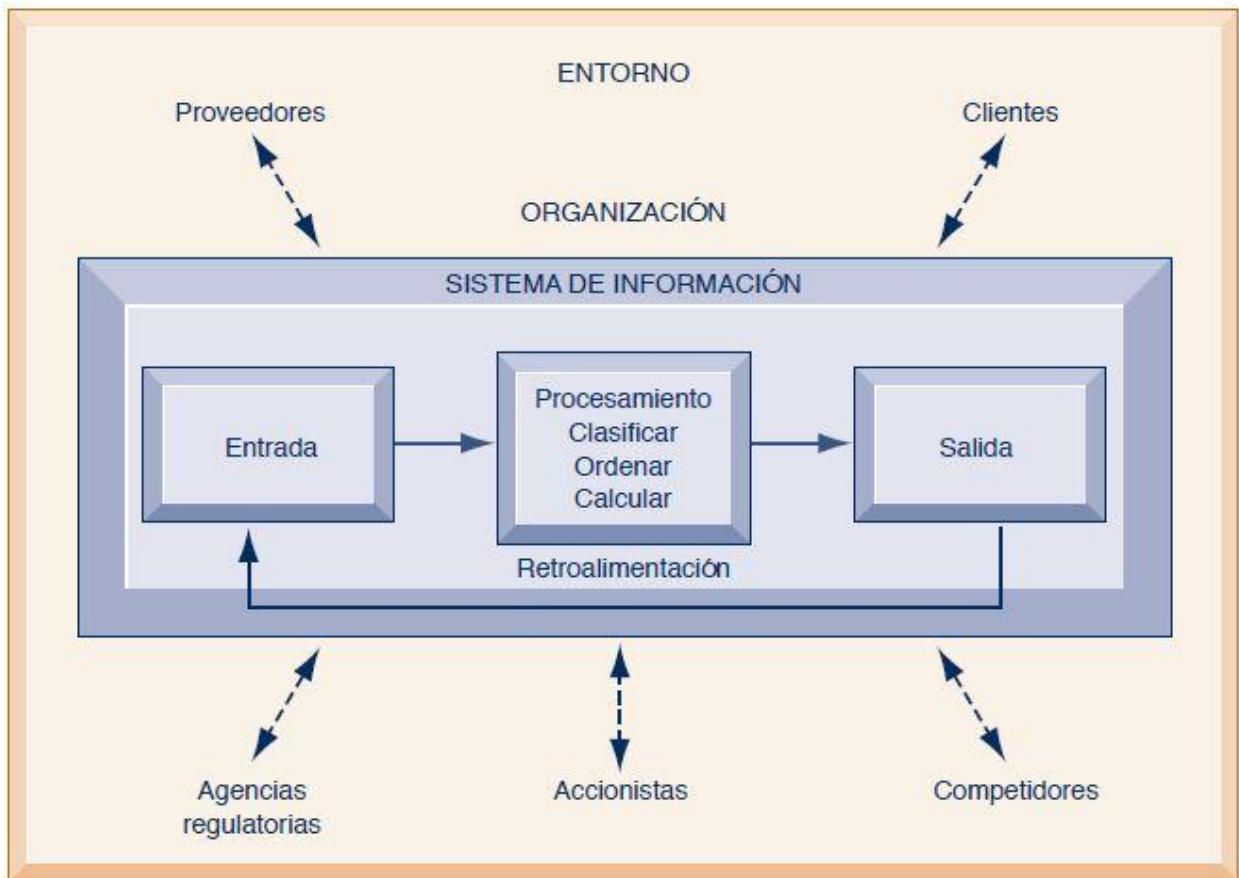 ENTORNO
Proveedores
Clientes
ORGANIZACIÓN
SISTEMA DE INFORMACIÓN
Entrada
Procesamiento
Clasificar
Ordenar
Calcular
Salida
Retroalimentación
Agencias
regulatorias
Accionistas
Competidores